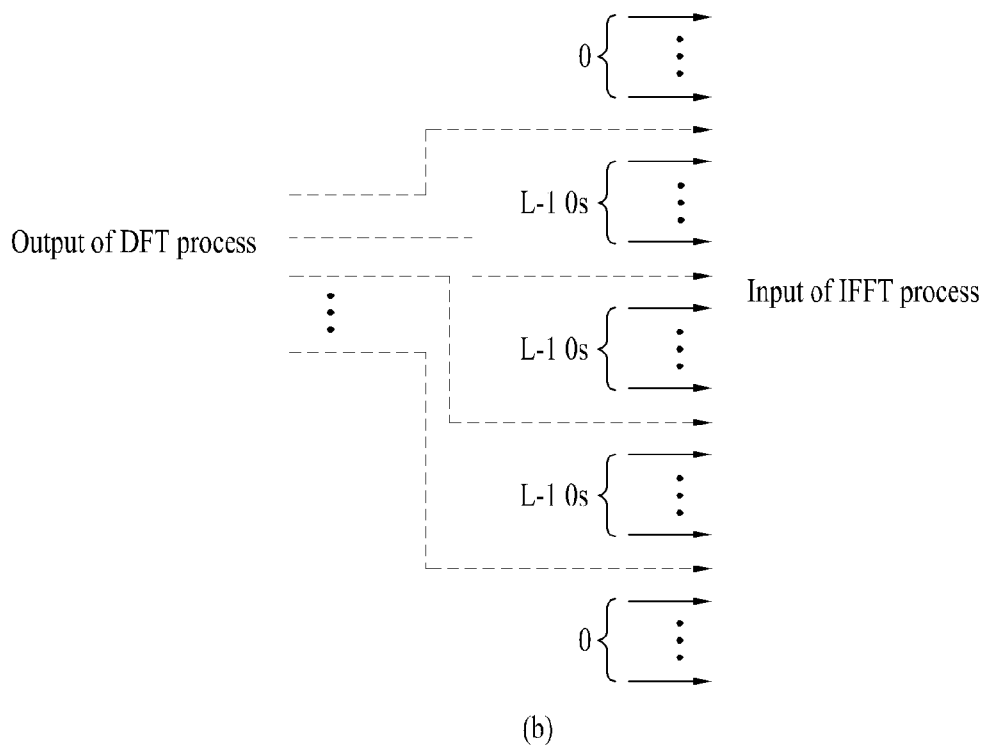 0
L-1 0s
Output of DFT process
Input of IFFT process
L-1 0s
L-1 0s
0
(b)